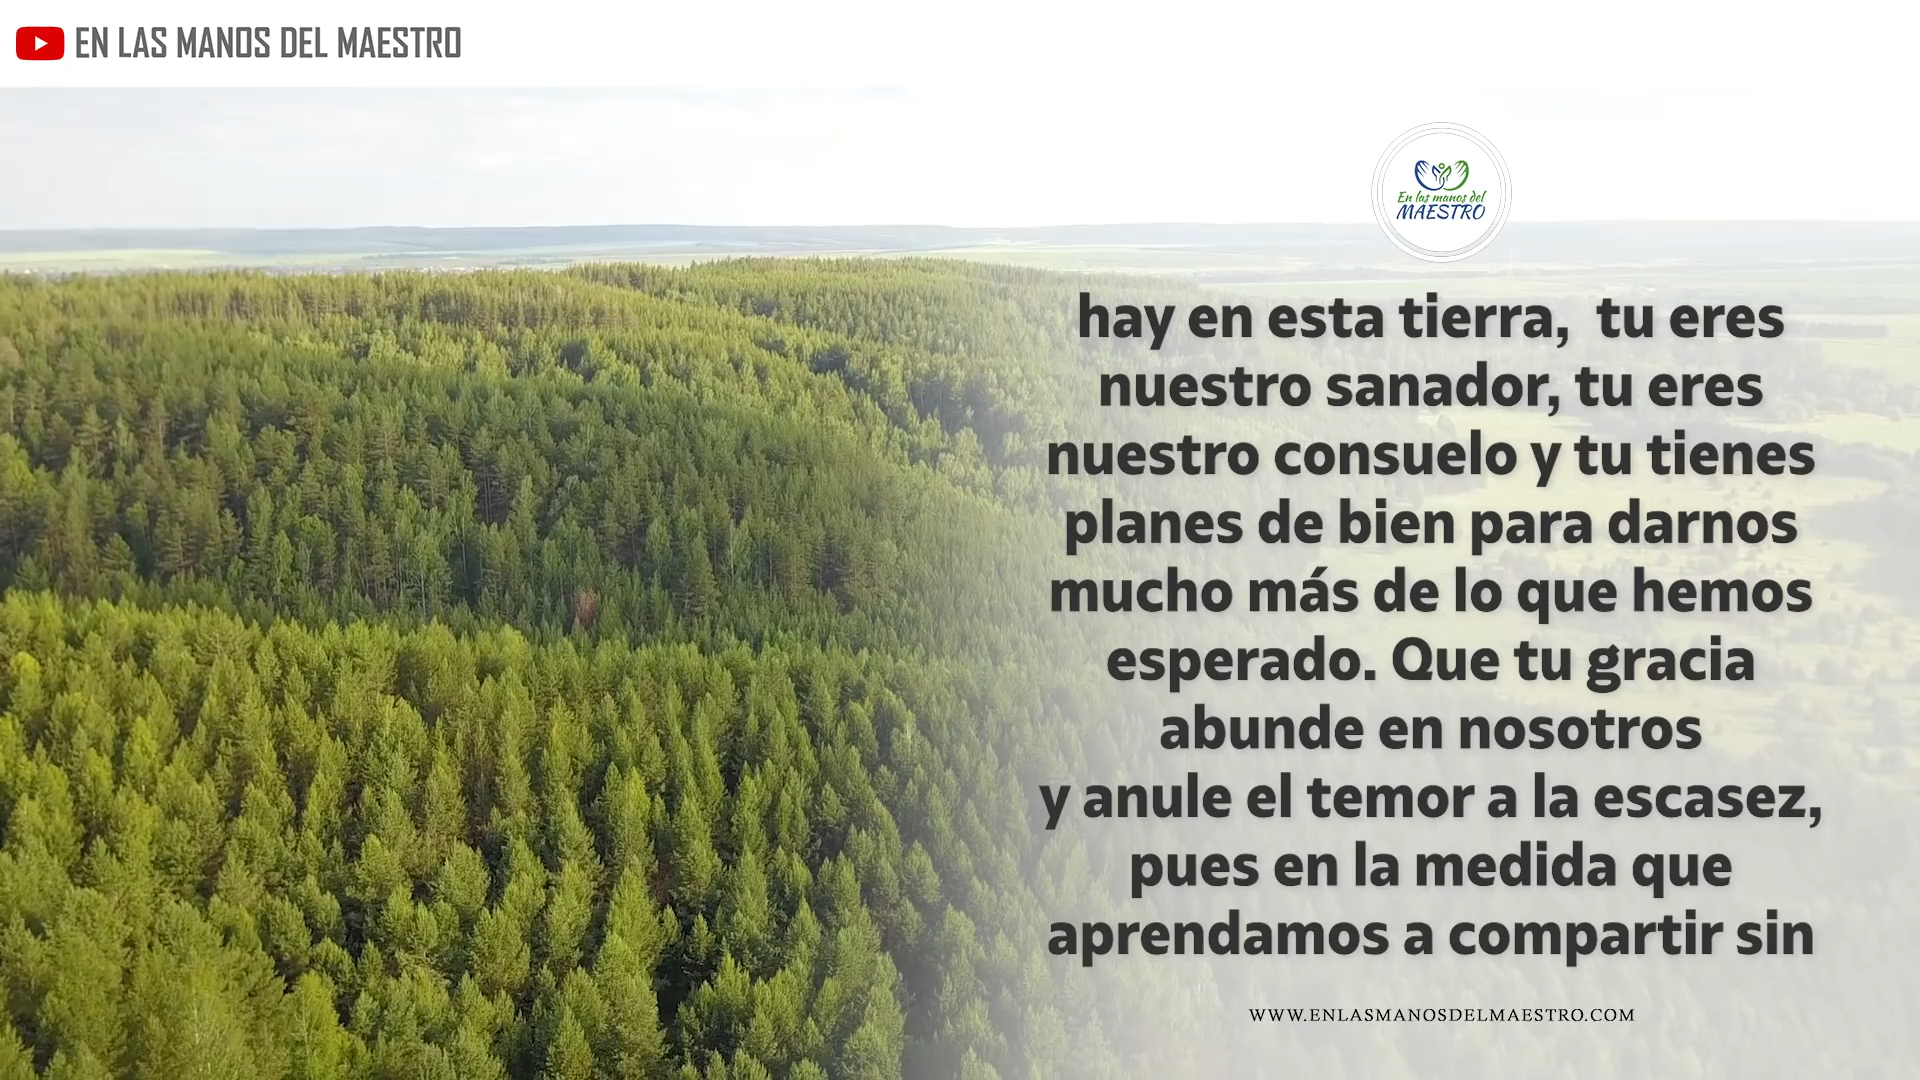 EN LAS MANOS DEL MAESTRO
En las manos del
MAESTRO
hay en esta tierra,  tu eres
nuestro sanador, tu eres
nuestro consuelo y tu tienes
planes de bien para darnos
mucho más de lo que hemos
esperado. Que tu gracia
abunde en nosotros
y anule el temor a la escasez,
pues en la medida que
aprendamos a compartir sin
WWW.ENLASMANOSDELMAESTRO.COM